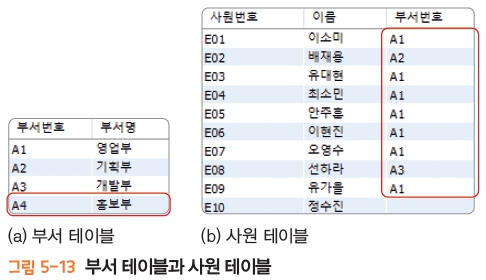 사원번호 이름 부서번호
E01 이소미 A1
E02 배재용 A2
E03 유대현 A1
E04 최소민 A1
E05 안주홍 A1
E06 이현진 A1
E07 오영수 A1
E08 선하라 A3
E09 유가을 A1
E10 정수진
부서번호 부서명
A1 영업부
A2 기획부
A3 개발부
A4 홍보부
(a) 부서 테이블
(b) 사원 테이블
그림 5-13 부서 테이블과 사원 테이블